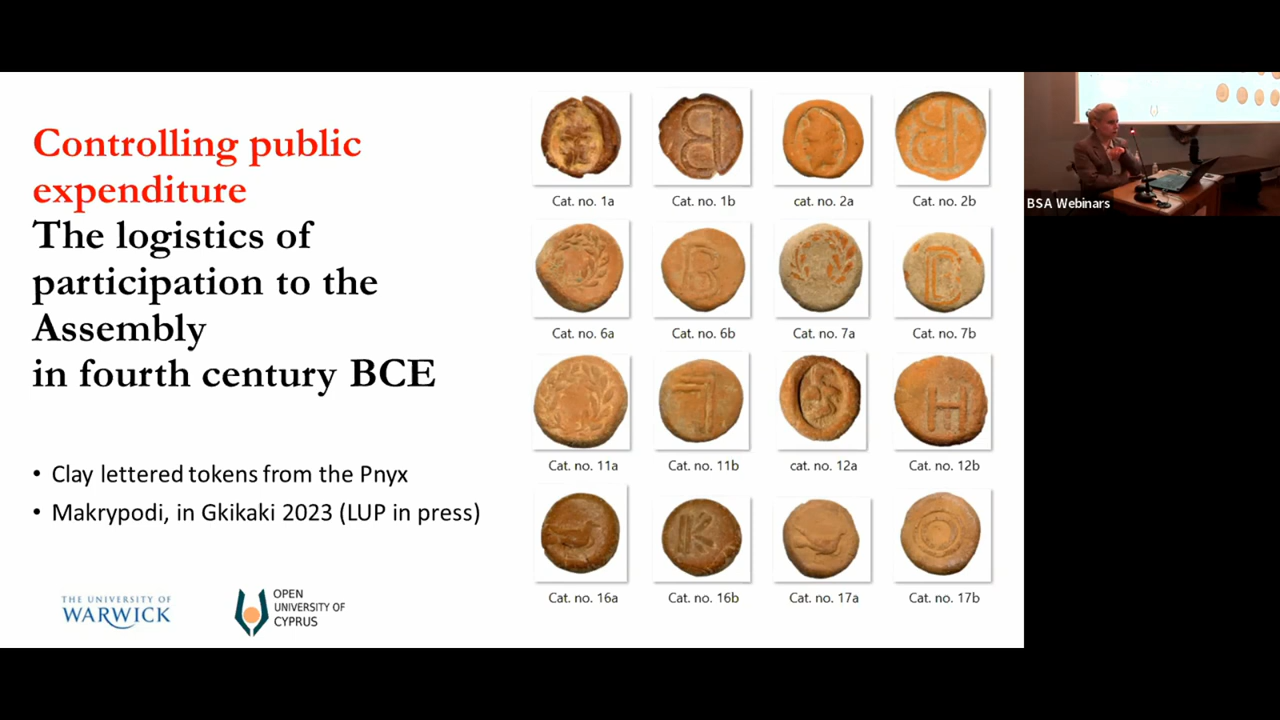 Controlling public
expenditure
The logistics of
participation to the
Assembly
in fourth century BCE
• Clay lettered tokens from the Pnyx
• Makrypodi, in Gkikaki 2023 (LUP in press)
THE UNIVERSITY OF
WARWICK
OPEN
UNIVERSITY OF
CYPRUS
Cat. no. 1a
Cat. no. 1b
cat. no. 2a
Cat. no. 2b
Cat. no. 6a
Cat. no. 6b
Cat. no. 7a
Cat. no. 7b
Cat. no. 11a
Cat. no. 11b
cat. no. 12a
Cat. no. 12b
Cat. no. 16a
Cat. no. 16b
Cat. no. 17a
Cat. no. 17b
BSA Webinars